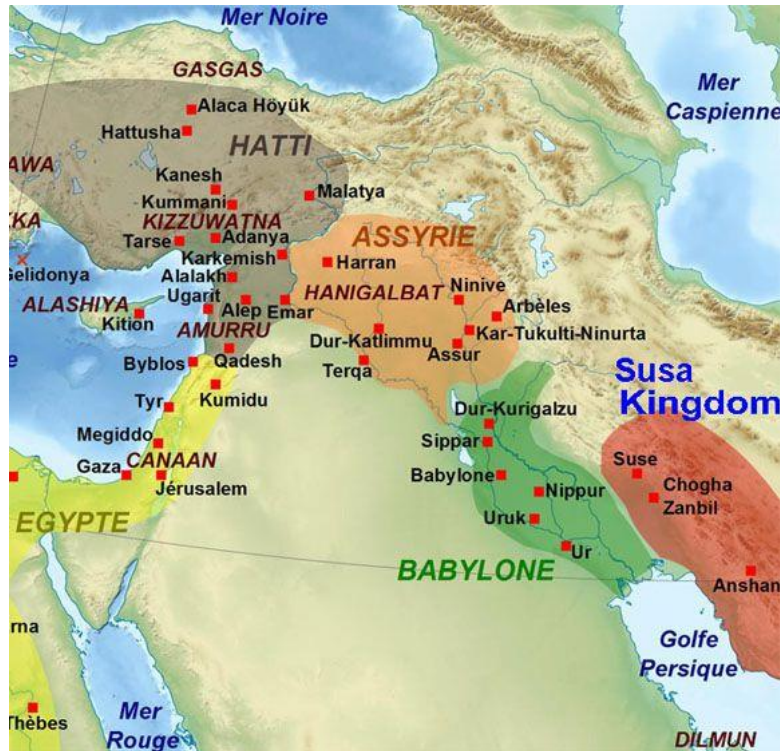 Mer Noire
GASGAS
Mer
Caspienne
Alaca Höyük
Hattusha
HATTI
AWA
Kanesh
Malatya
Kummani
KKA
KIZZUWATNA
Tarse
Adanya
ASSYRIE
Karkemish
Harran
Gelidonya
Alalakh
Ninive
ALASHIYA
Ugarit
HANIGALBAT
Arbèles
Kition
Alep
Emar
AMURRU
Dur-Katlimmu
Kar-Tukulti-Ninurta
Assur
Byblos
Qadesh
Terqa
Susa
Kingdom
Tyr
Kumidu
Dur-Kurigalzu
Megiddo
Sippar
Gaza
CANAAN
Suse
Babylone
Jérusalem
Nippur
Chogha
Zanbil
EGYPTE
Uruk
Ur
BABYLONE
Anshan
rna
Golfe
Persique
Thèbes
Mer
Rouge
DILMUN